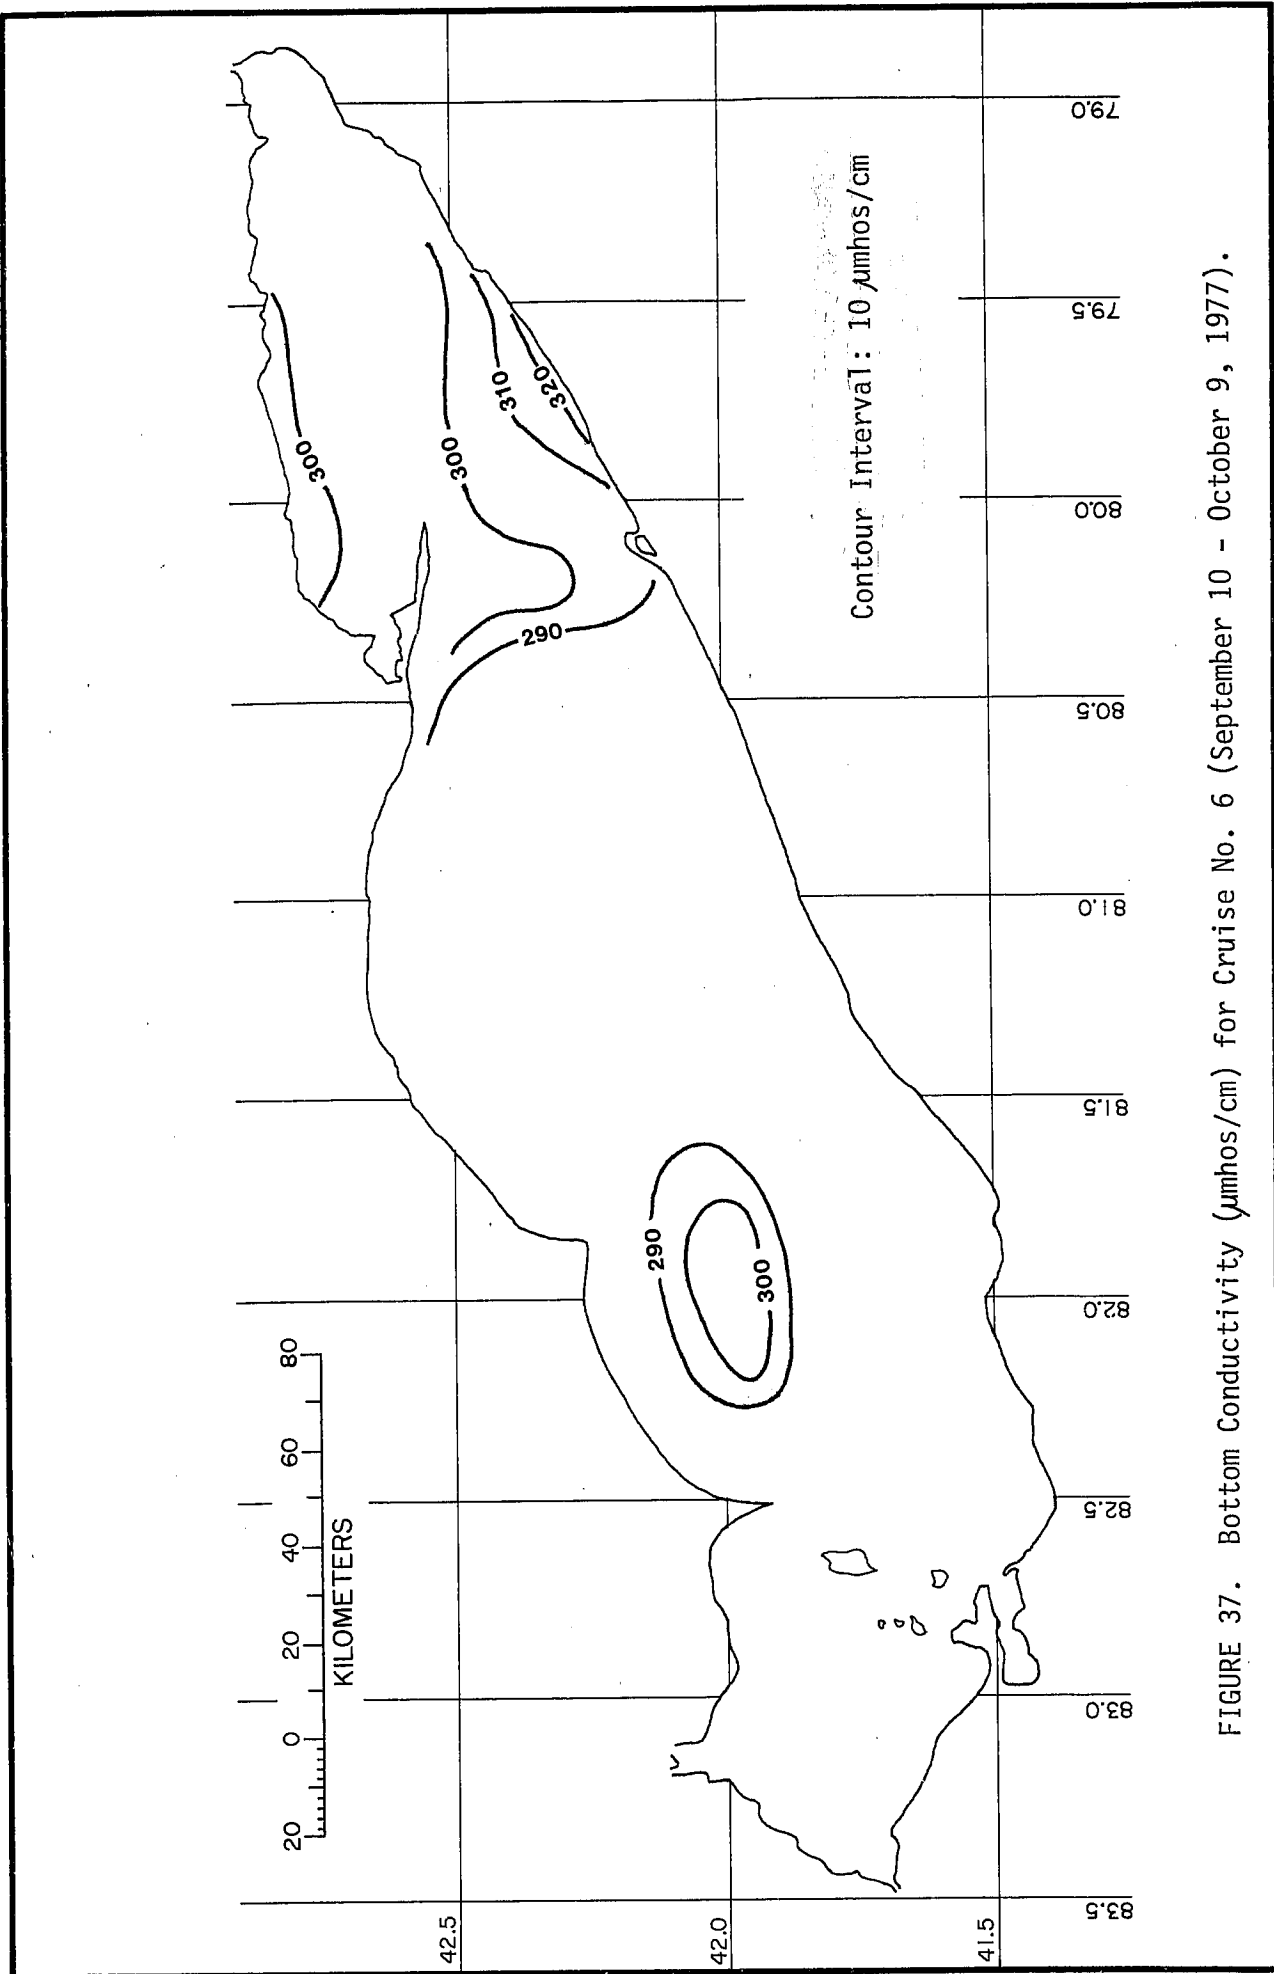 20 0 20 40 60 80
KILOMETERS
300
300
310
320
290
290
300
42.5
42.0
41.5
83.5 83.0 82.5 82.0 81.5 81.0 80.5 80.0 79.5 79.0
Contour Interval: 10 µmhos/cm
FIGURE 37. Bottom Conductivity (µmhos/cm) for Cruise No. 6 (September 10 - October 9, 1977).